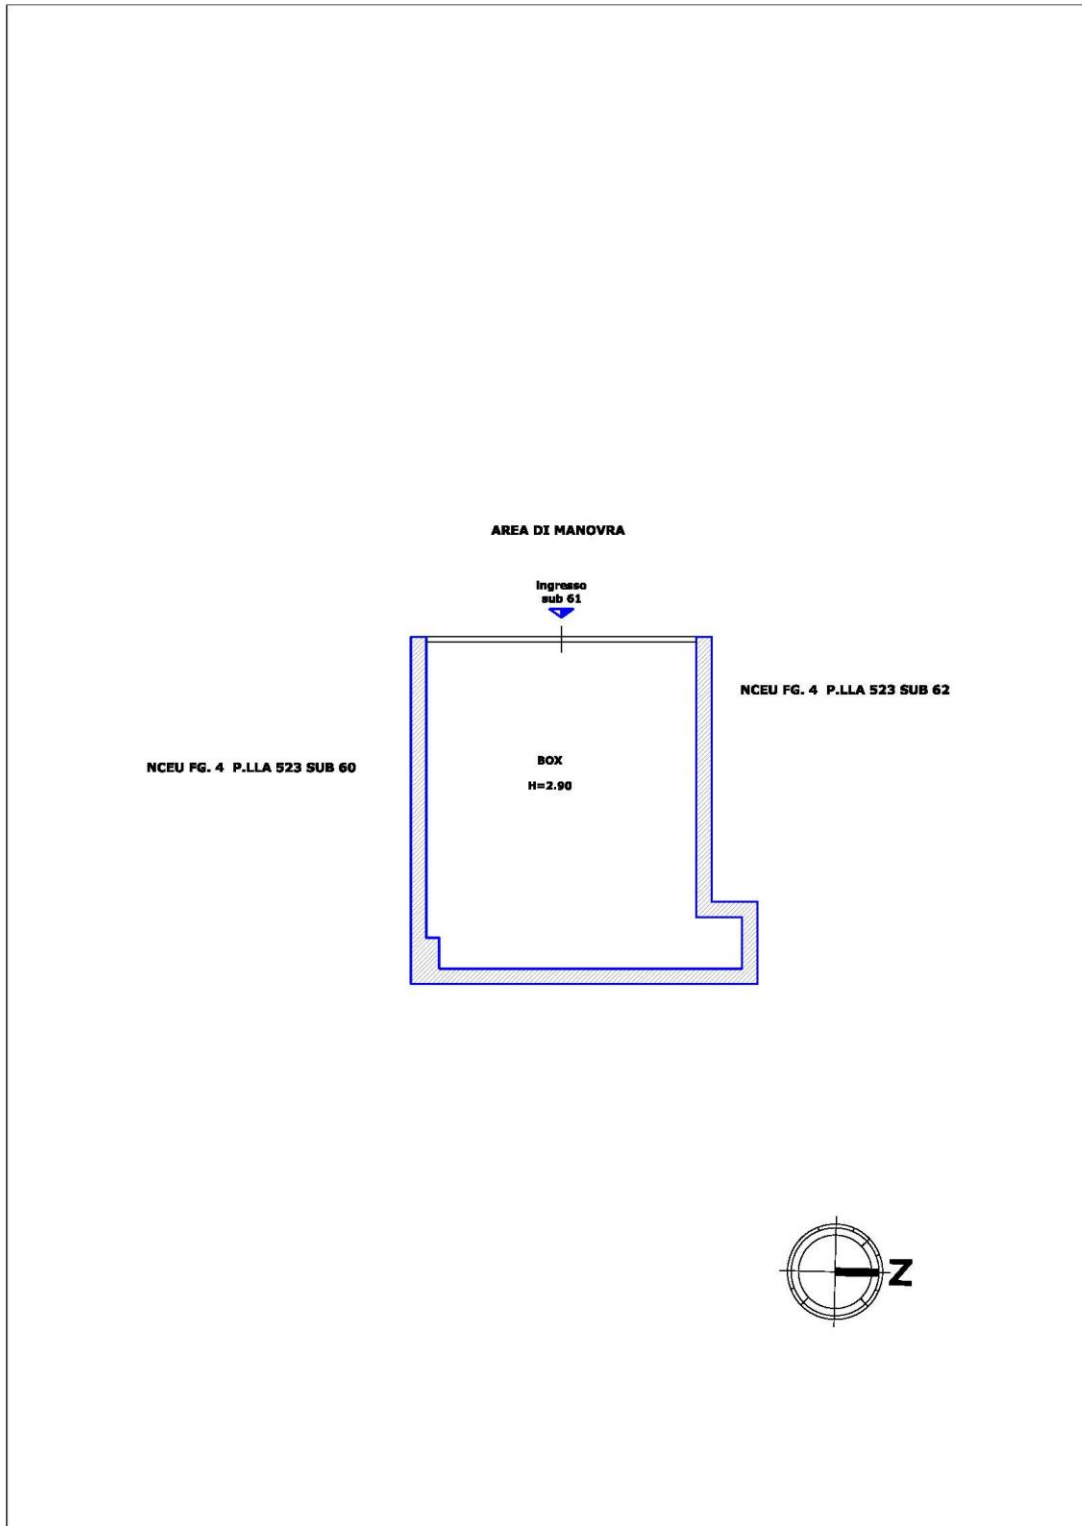 AREA DI MANOVRA
ingresso
sub 61
NCEU FG. 4 P.LLA 523 SUB 62
BOX
NCEU FG. 4 P.LLA 523 SUB 60
H=2.90
N